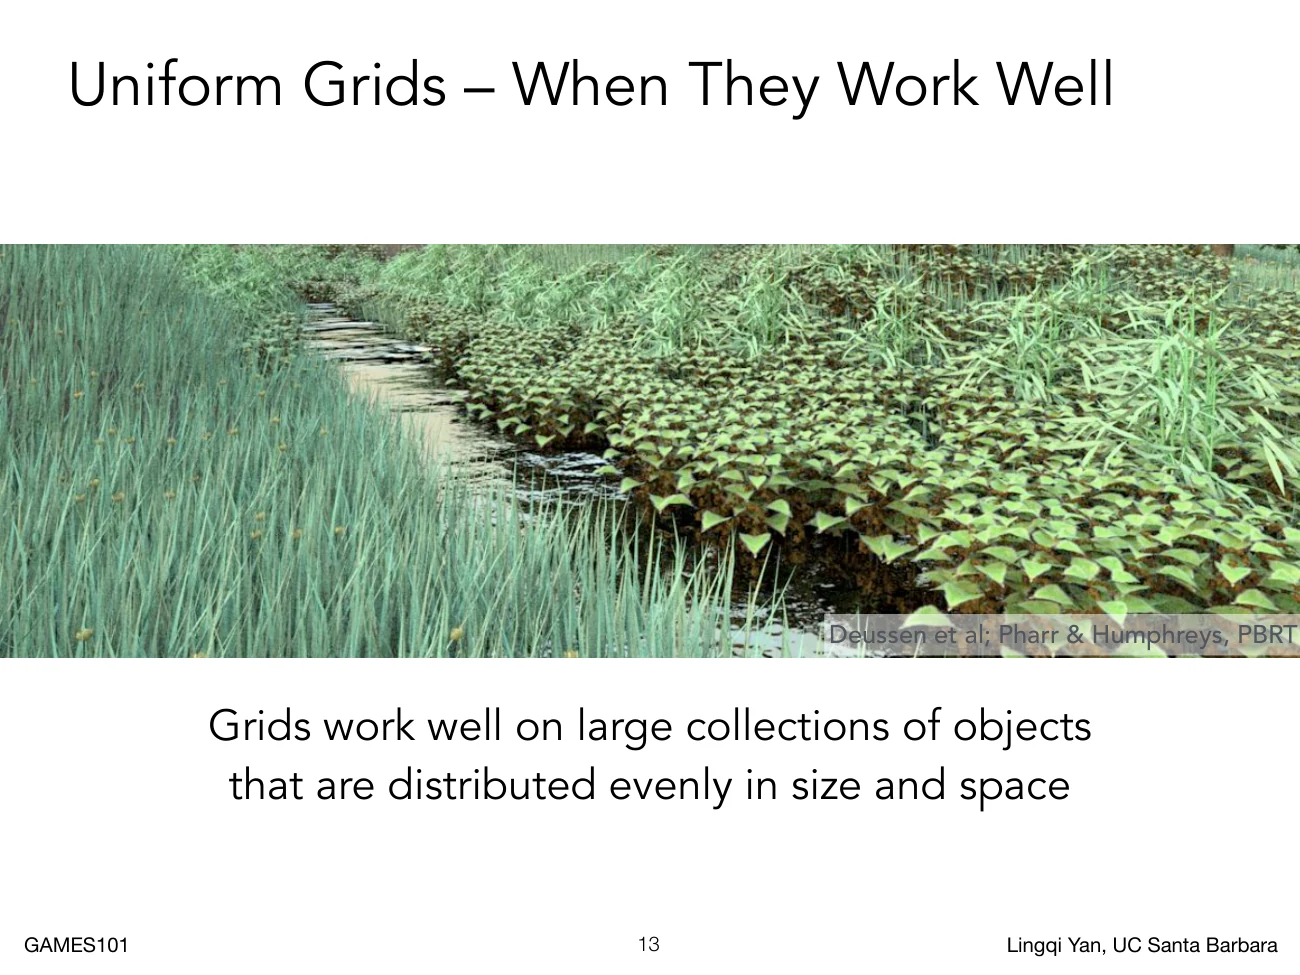 Uniform Grids – When They Work Well
Deussen et al; Pharr & Humphreys, PBRT
Grids work well on large collections of objects
that are distributed evenly in size and space
GAMES101
13
Lingqi Yan, UC Santa Barbara